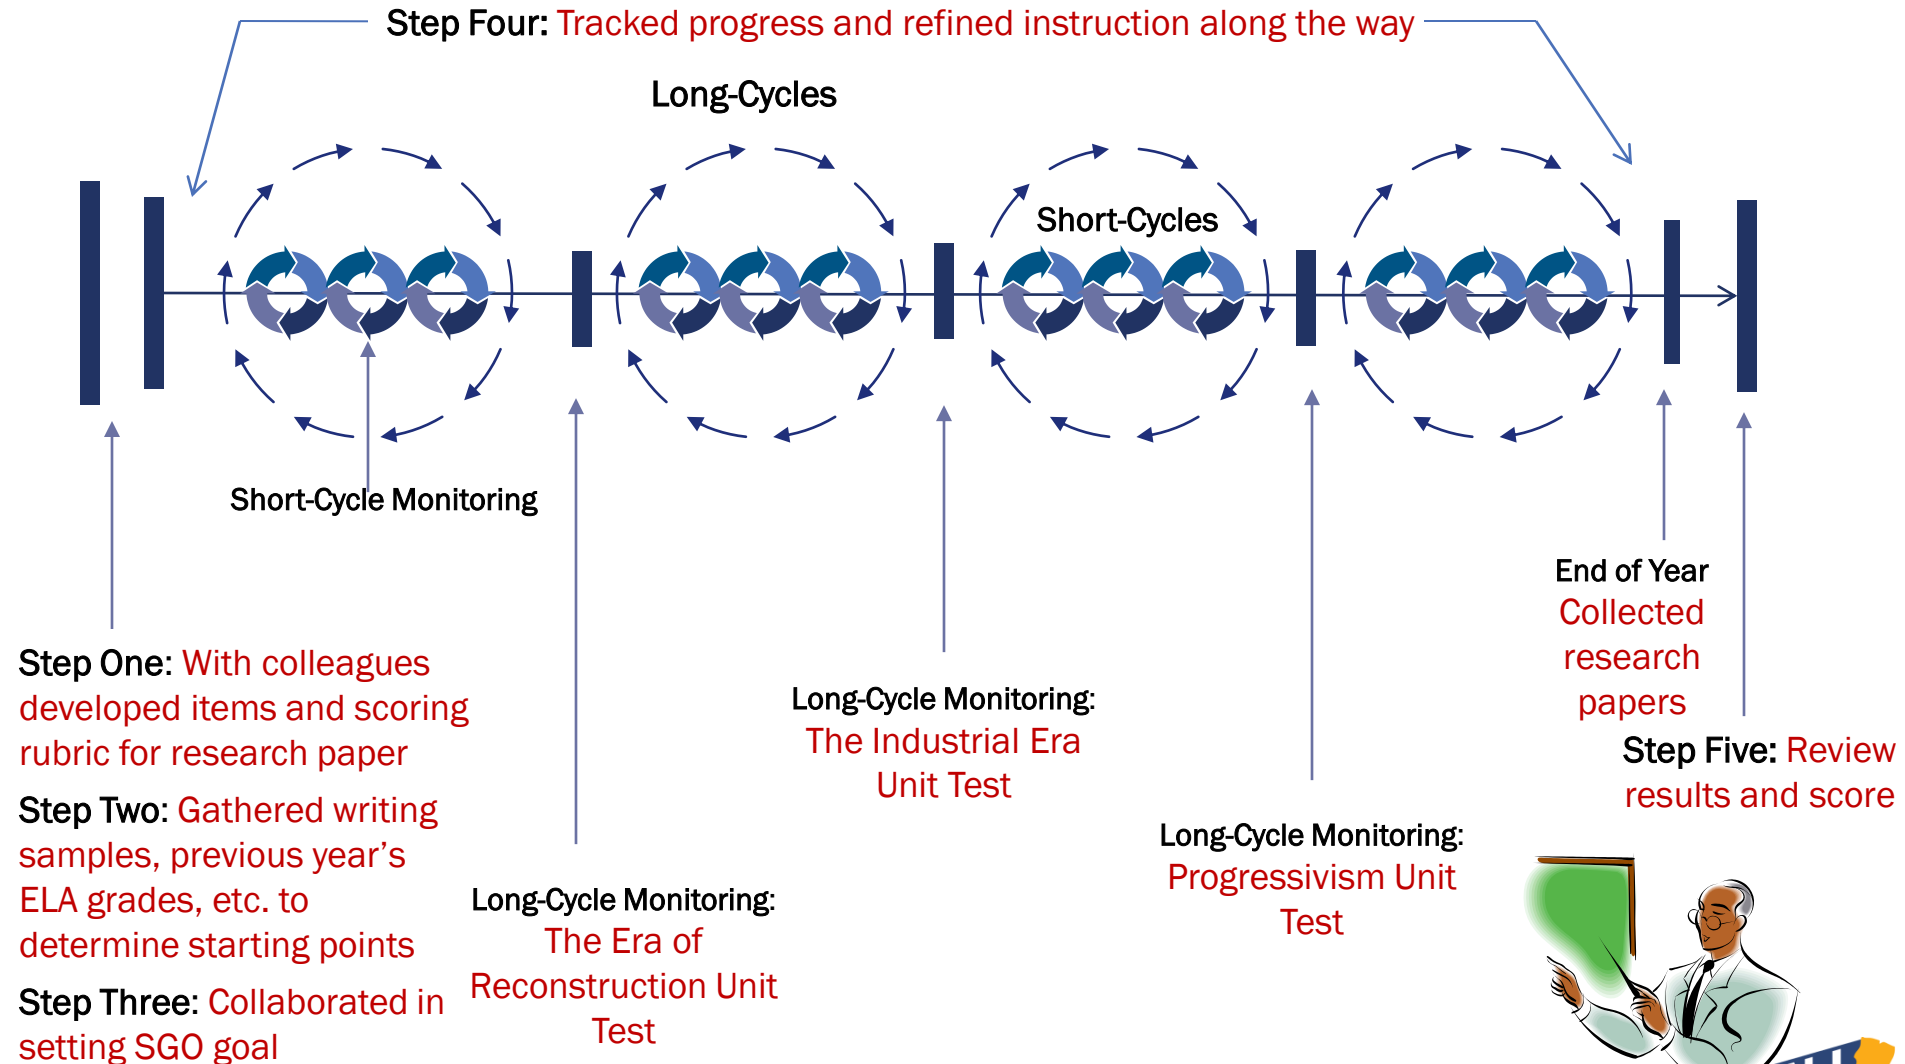 Step Four: Tracked progress and refined instruction along the way
Long-Cycles
Short-Cycles
Short-Cycle Monitoring
Step One: With colleagues
developed items and scoring
rubric for research paper
Step Two: Gathered writing
samples, previous year’s
ELA grades, etc. to
determine starting points
Step Three: Collaborated in
setting SGO goal
Long-Cycle Monitoring:
The Era of
Reconstruction Unit
Test
Long-Cycle Monitoring:
The Industrial Era
Unit Test
Long-Cycle Monitoring:
Progressivism Unit
Test
End of Year
Collected
research
papers
Step Five: Review
results and score